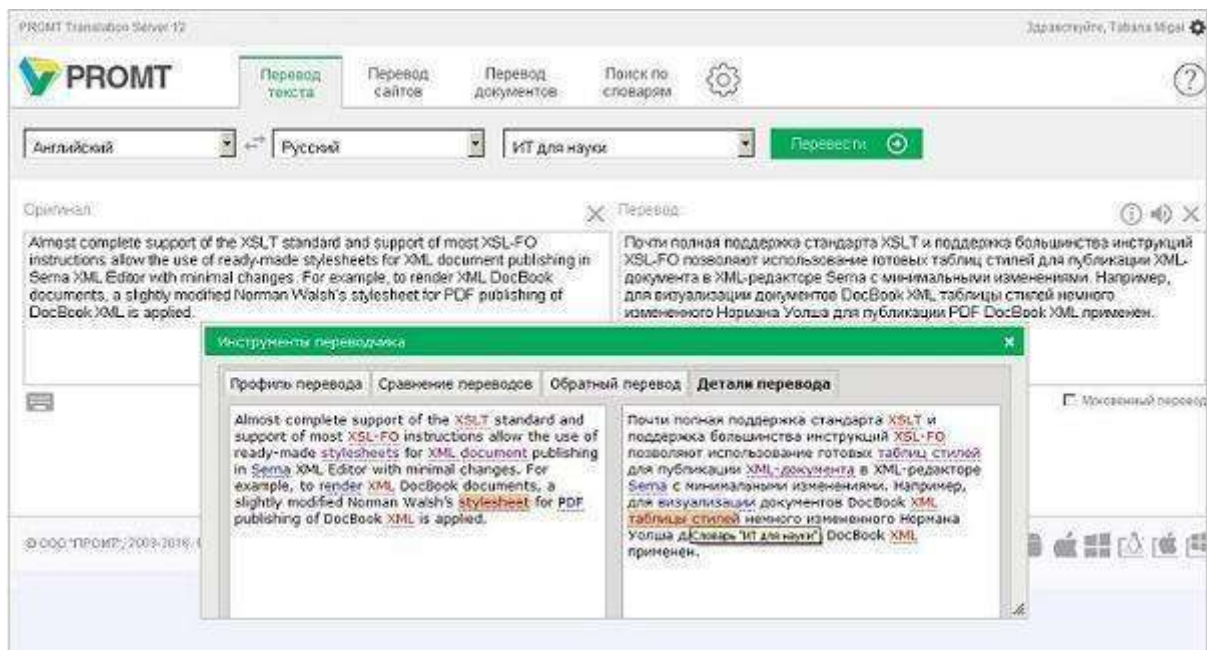 PROMT Translation Server 12
Здравствуйте, Tatiana Migal
PROMT
Перевод текста
Перевод сайтов
Перевод документов
Поиск по словарям
?
Английский
Русский
ИТ для науки
Перевести
Оригинал:
Перевод:
Almost complete support of the XSLT standard and support of most XSL-FO
instructions allow the use of ready-made stylesheets for XML document publishing in
Serna XML Editor with minimal changes. For example, to render XML DocBook
documents, a slightly modified Norman Walsh's stylesheet for PDF publishing of
DocBook XML is applied.
Почти полная поддержка стандарта XSLT и поддержка большинства инструкций
XSL-FO позволяют использование готовых таблиц стилей для публикации XML-
документа в XML-редакторе Serna с минимальными изменениями. Например,
для визуализации документов DocBook XML таблицы стилей немного
измененного Нормана Уолша для публикации PDF DocBook XML применен.
Инструменты переводчика
Профиль перевода
Сравнение переводов
Обратный перевод
Детали перевода
Almost complete support of the XSLT standard and
support of most XSL-FO instructions allow the use of
ready-made stylesheets for XML document publishing
in Serna XML Editor with minimal changes. For
example, to render XML DocBook documents, a
slightly modified Norman Walsh's stylesheet for PDF
publishing of DocBook XML is applied.
Почти полная поддержка стандарта XSLT и
поддержка большинства инструкций XSL-FO
позволяют использование готовых таблиц стилей
для публикации XML-документа в XML-редакторе
Serna с минимальными изменениями. Например,
для визуализации документов DocBook XML
таблицы стилей немного измененного Нормана
Уолша д Словарь "ИТ для науки" DocBook XML
применен.
Мгновенный перевод
© ООО "ПРОМТ", 2003-2016.